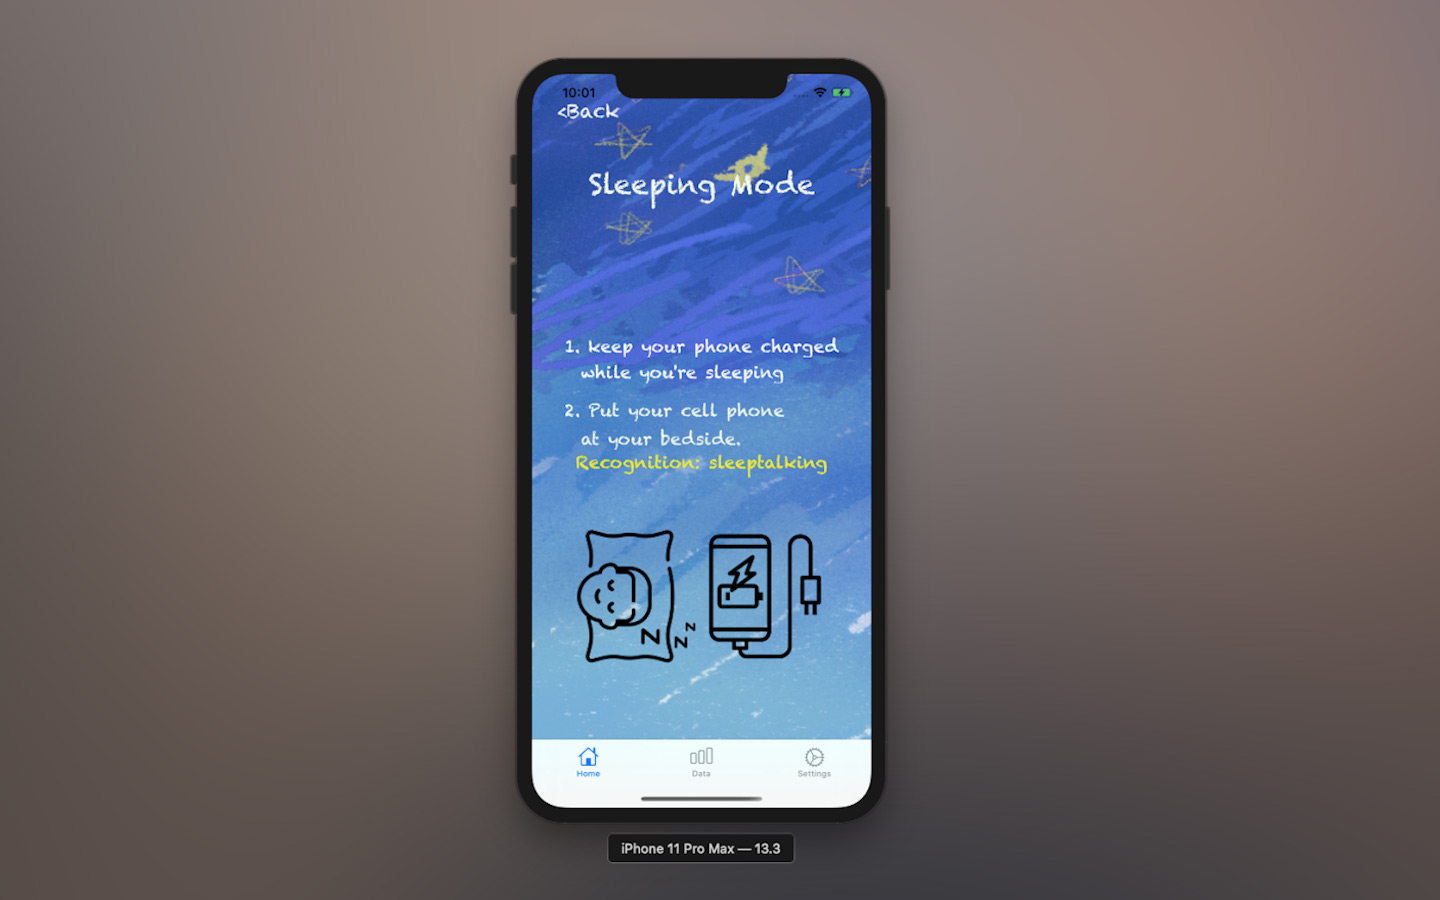 10:01
<Back
Sleeping Mode
1. keep your phone charged
while you're sleeping
2. Put your cell phone
at your bedside.
Recognition: sleeptalking
Z
Z
Z
Home
Data
Settings
iPhone 11 Pro Max — 13.3